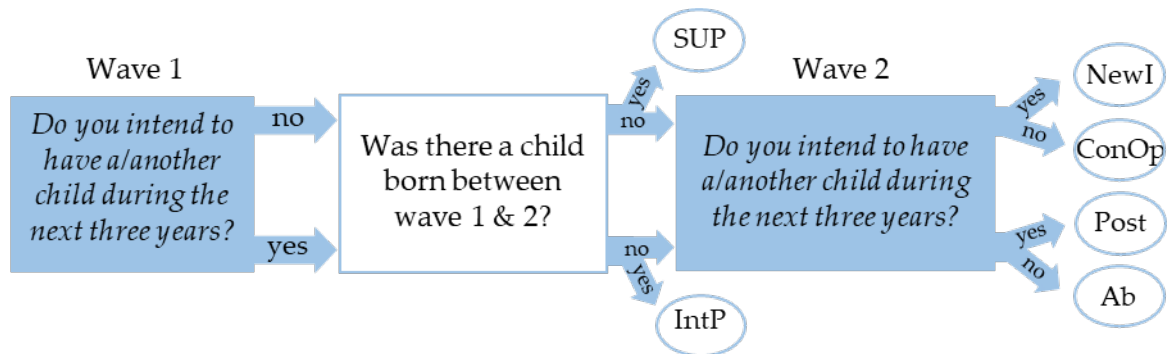 Wave 1
Do you intend to
have a/another
child during the
next three years?
no
yes
Was there a child
born between
wave 1 & 2?
yes
no
no
yes
SUP
IntP
Wave 2
Do you intend to have
a/another child during
the next three years?
yes
no
yes
no
NewI
ConOp
Post
Ab